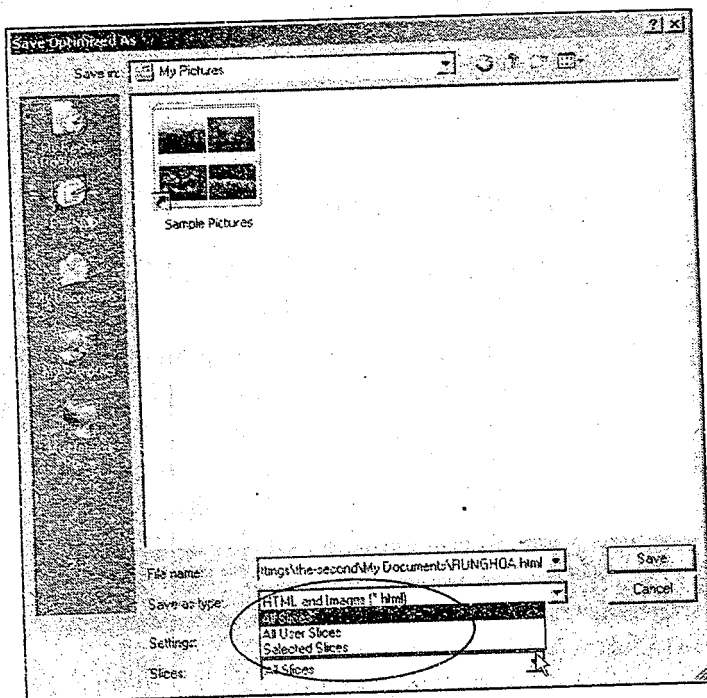 Save Optimized As
Save in: My Pictures
Sample Pictures
File name: ttings\the-second\My Documents\RUNGHOA.html
Save
Save as type: HTML and Images (*.html)
Cancel
All Slices
All User Slices
Settings:
Selected Slices
Slices: All Slices